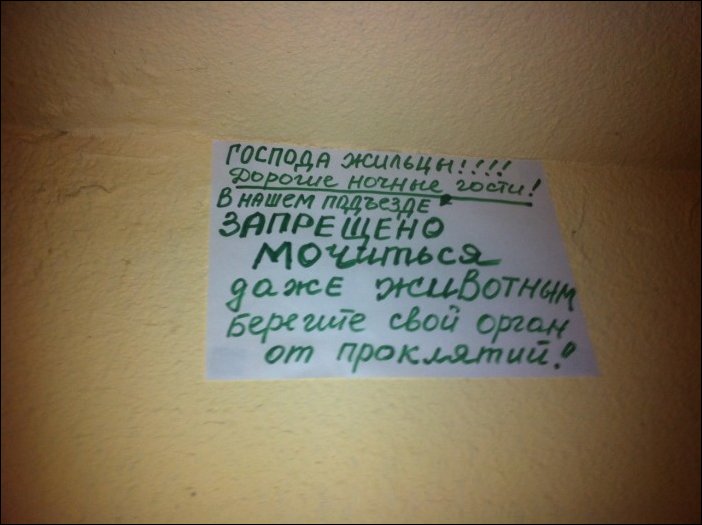 ГОСПОДА ЖИЛЬЦЫ!!!!
Дорогие ночные гости!
В НАШЕМ ПОДЪЕЗДЕ
ЗАПРЕЩЕНО
МОЧИТЬСЯ
даже животным
Берегите свой орган
от проклятий!!